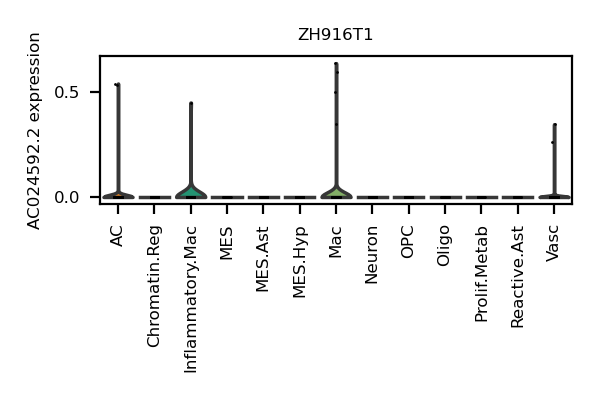 ZH916T1
AC024592.2 expression
0.5
0.0
AC
Chromatin.Reg
Inflammatory.Mac
MES
MES.Ast
MES.Hyp
Mac
Neuron
OPC
Oligo
Prolif.Metab
Reactive.Ast
Vasc